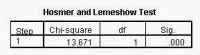 Hosmer and Lemeshow Test
Step Chi-square df Sig.
1 13.671 1 .000